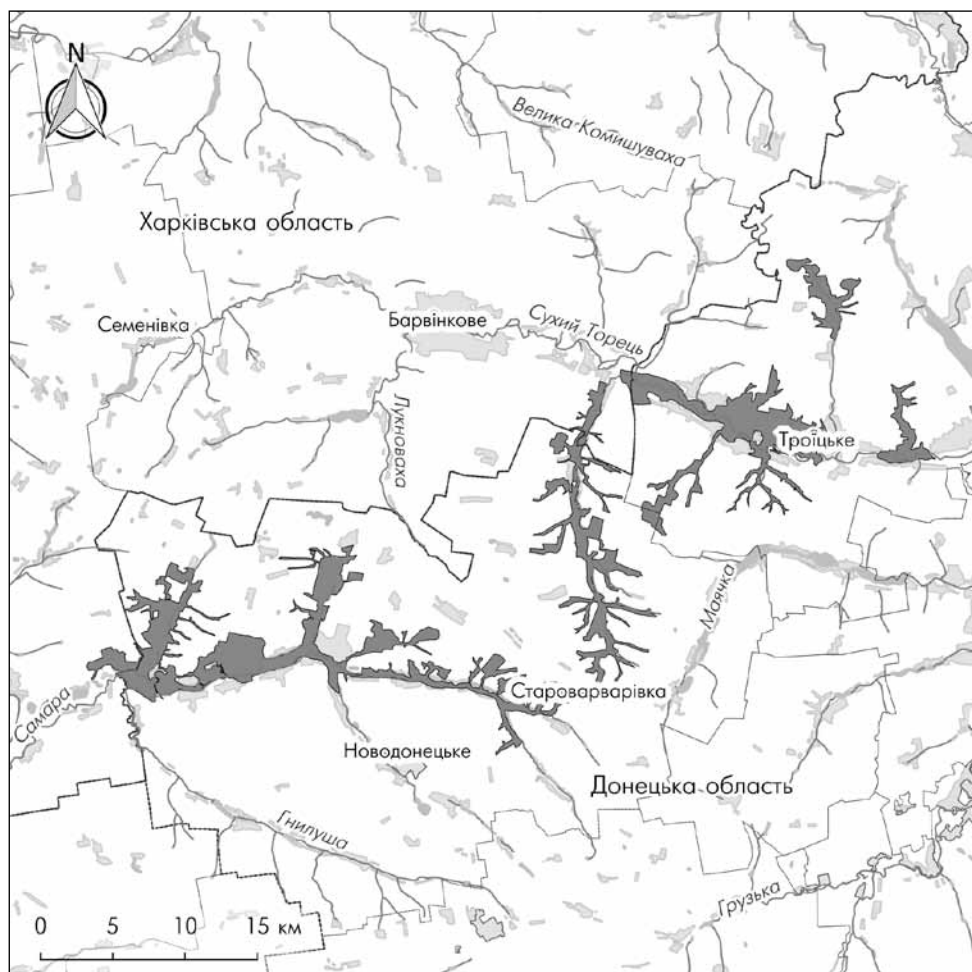 N
Велика Комишуваха
Харківська область
Семенівка
Барвінкове
Сухий Торець
Лукноваха
Троїцьке
Маячка
Самара
Староварварівка
Новодонецьке
Донецька область
Гнилуша
Грузька
0 5 10 15 км